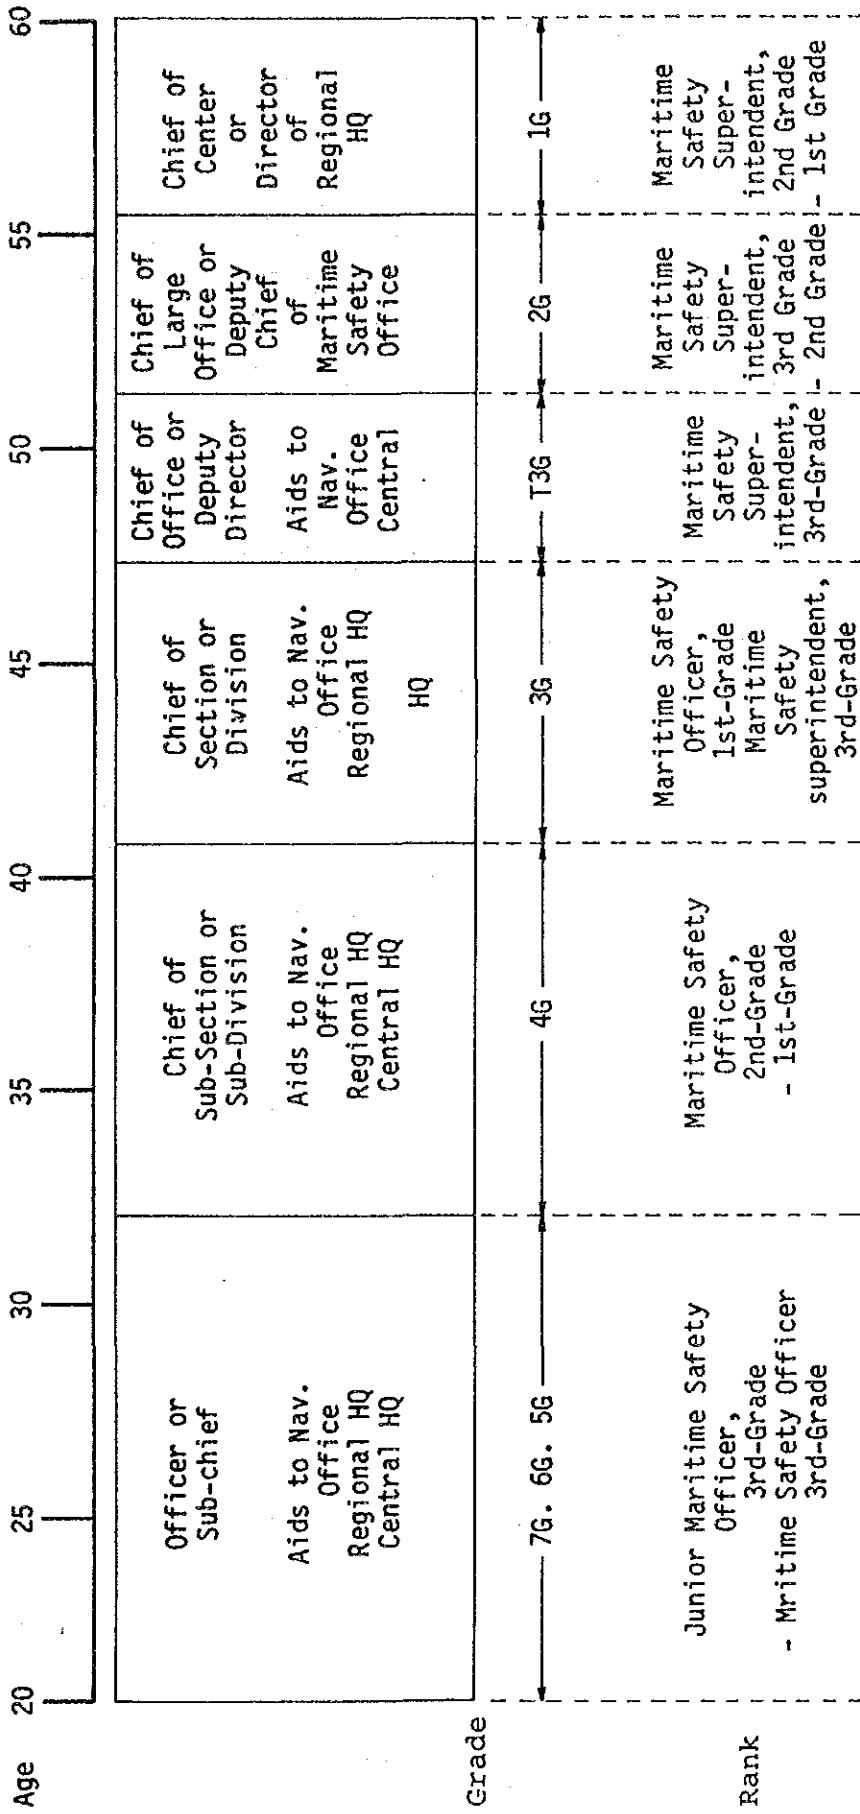 Age
20
25
30
35
40
45
50
55
60
Officer or
Sub-chief
Aids to Nav.
Office
Regional HQ
Central HQ
Chief of
Sub-Section or
Sub-Division
Aids to Nav.
Office
Regional HQ
Central HQ
Chief of
Section or
Division
Aids to Nav.
Office
Regional HQ
HQ
Chief of
Office or
Deputy
Director
Aids to
Nav.
Office
Central
Chief of
Large
Office or
Deputy
Chief
of
Maritime
Safety
Office
Chief of
Center
or
Director
of
Regional
HQ
Grade
7G. 6G. 5G
4G
3G
T3G
2G
1G
Rank
Junior Maritime Safety
Officer,
3rd-Grade
- Mritime Safety Officer
3rd-Grade
Maritime Safety
Officer,
2nd-Grade
- 1st-Grade
Maritime Safety
Officer,
1st-Grade
Maritime
Safety
superintendent,
3rd-Grade
Maritime
Safety
Super-
intendent,
3rd-Grade
Maritime
Safety
Super-
intendent,
3rd Grade
- 2nd Grade
Maritime
Safety
Super-
intendent,
2nd Grade
- 1st Grade